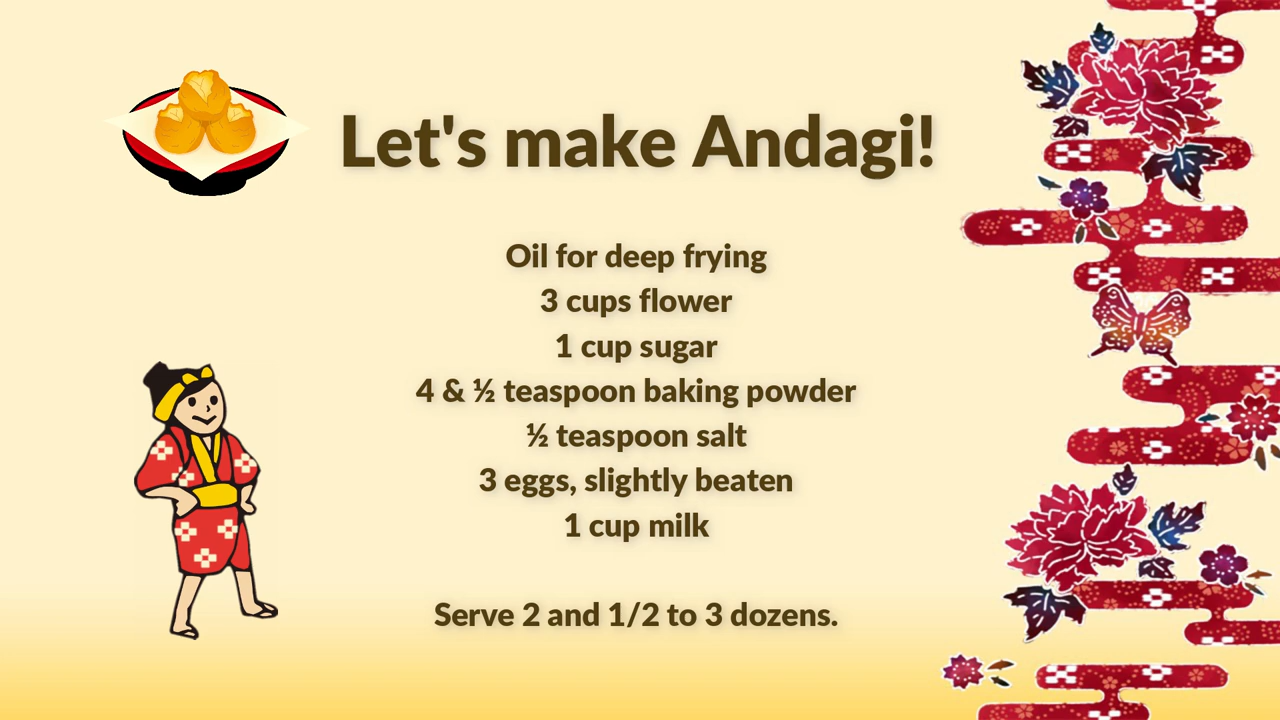 Let's make Andagi!
Oil for deep frying
3 cups flower
1 cup sugar
4 & ½ teaspoon baking powder
½ teaspoon salt
3 eggs, slightly beaten
1 cup milk
Serve 2 and 1/2 to 3 dozens.